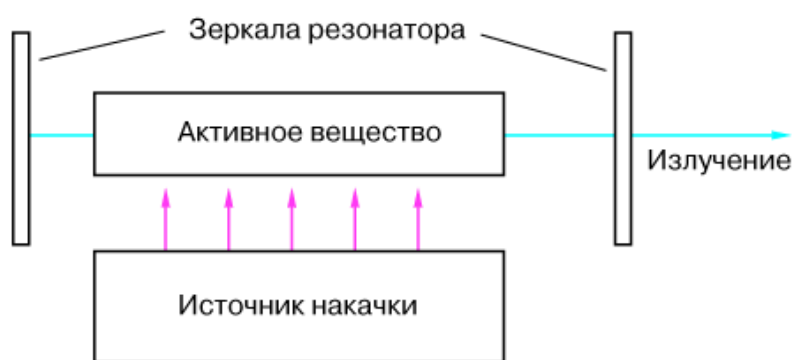 Зеркала резонатора
Активное вещество
Излучение
Источник накачки